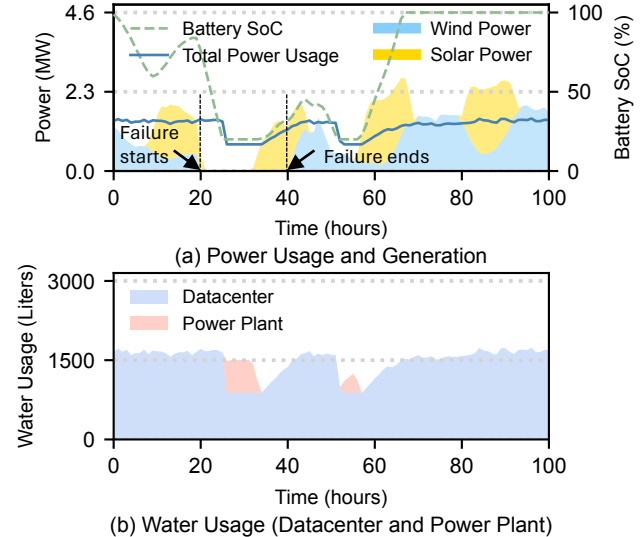 4.6
2.3
0.0
Power (MW)
Battery SoC
Total Power Usage
Wind Power
Solar Power
100
50
0
Battery SoC (%)
Failure
starts
Failure ends
0 20 40 60 80 100
Time (hours)
(a) Power Usage and Generation
3000
1500
0
Water Usage (Liters)
Datacenter
Power Plant
0 20 40 60 80 100
Time (hours)
(b) Water Usage (Datacenter and Power Plant)